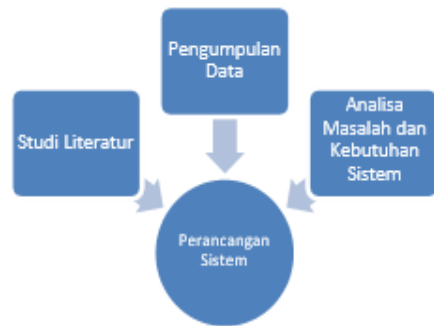 Pengumpulan
Data
Studi Literatur
Analisa
Masalah dan
Kebutuhan
Sistem
Perancangan
Sistem